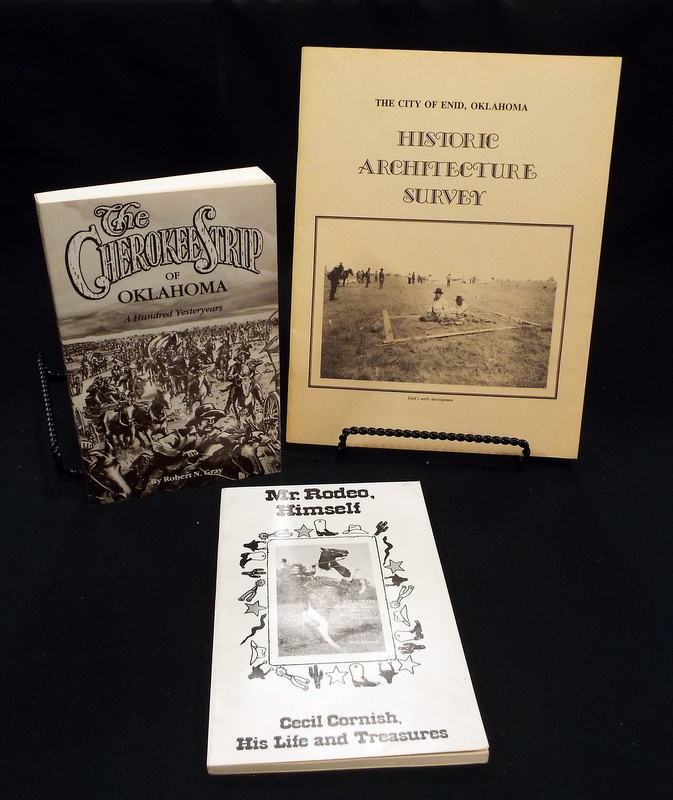 The
CHEROKEE STRIP
OF
OKLAHOMA
A Hundred Yesteryears
By Robert N. Gray
THE CITY OF ENID, OKLAHOMA
HISTORIC
ARCHITECTURE
SURVEY
Enid's early development
Mr. Rodeo,
Himself
Cecil Cornish,
His Life and Treasures